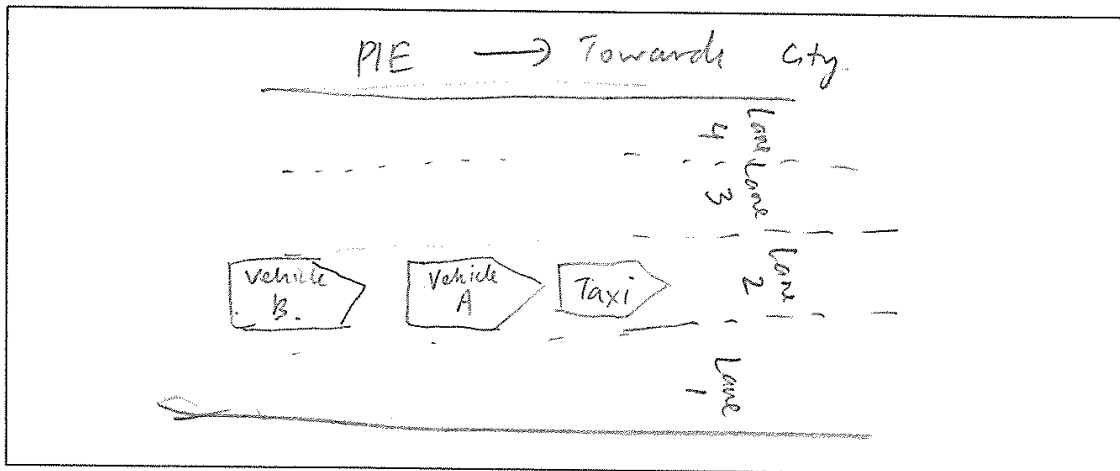 PIE → Towards City.
Lane 4
Lane 3
Lane 2
Vehicle B.
Vehicle A
Taxi
Lane 1